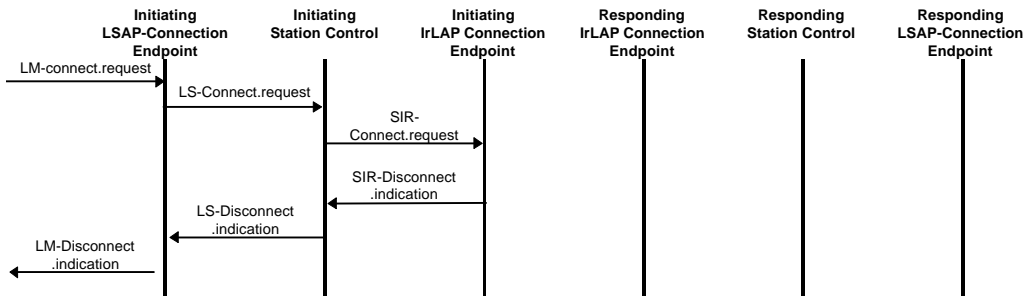 Initiating
LSAP-Connection
Endpoint
Initiating
Station Control
Initiating
IrLAP Connection
Endpoint
Responding
IrLAP Connection
Endpoint
Responding
Station Control
Responding
LSAP-Connection
Endpoint
LM-connect.request
LS-Connect.request
SIR-
Connect.request
SIR-Disconnect
.indication
LS-Disconnect
.indication
LM-Disconnect
.indication